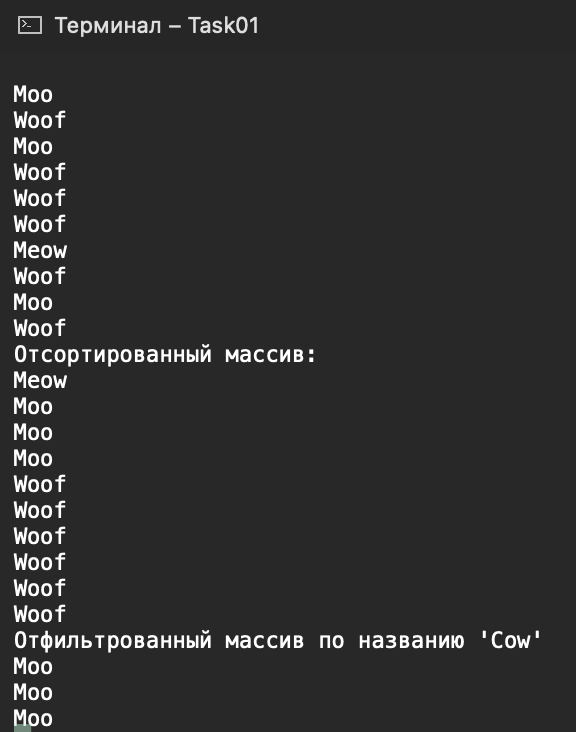 Терминал – Task01
Moo
Woof
Moo
Woof
Woof
Woof
Meow
Woof
Moo
Woof
Отсортированный массив:
Meow
Moo
Moo
Moo
Woof
Woof
Woof
Woof
Woof
Woof
Отфильтрованный массив по названию 'Cow'
Moo
Moo
Moo